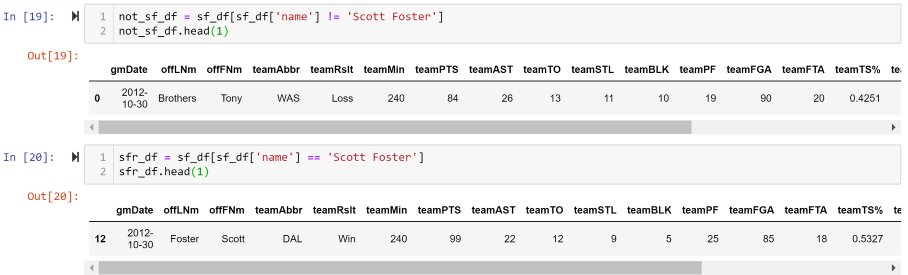 In [19]:
1 not_sf_df = sf_df[sf_df['name'] != 'Scott Foster']
2 not_sf_df.head(1)
Out[19]:
gmDate offLNm offFNm teamAbbr teamRslt teamMin teamPTS teamAST teamTO teamSTL teamBLK teamPF teamFGA teamFTA teamTS% te
0 2012-10-30 Brothers Tony WAS Loss 240 84 26 13 11 10 19 90 20 0.4251
In [20]:
1 sfr_df = sf_df[sf_df['name'] == 'Scott Foster']
2 sfr_df.head(1)
Out[20]:
gmDate offLNm offFNm teamAbbr teamRslt teamMin teamPTS teamAST teamTO teamSTL teamBLK teamPF teamFGA teamFTA teamTS% te
12 2012-10-30 Foster Scott DAL Win 240 99 22 12 9 5 25 85 18 0.5327